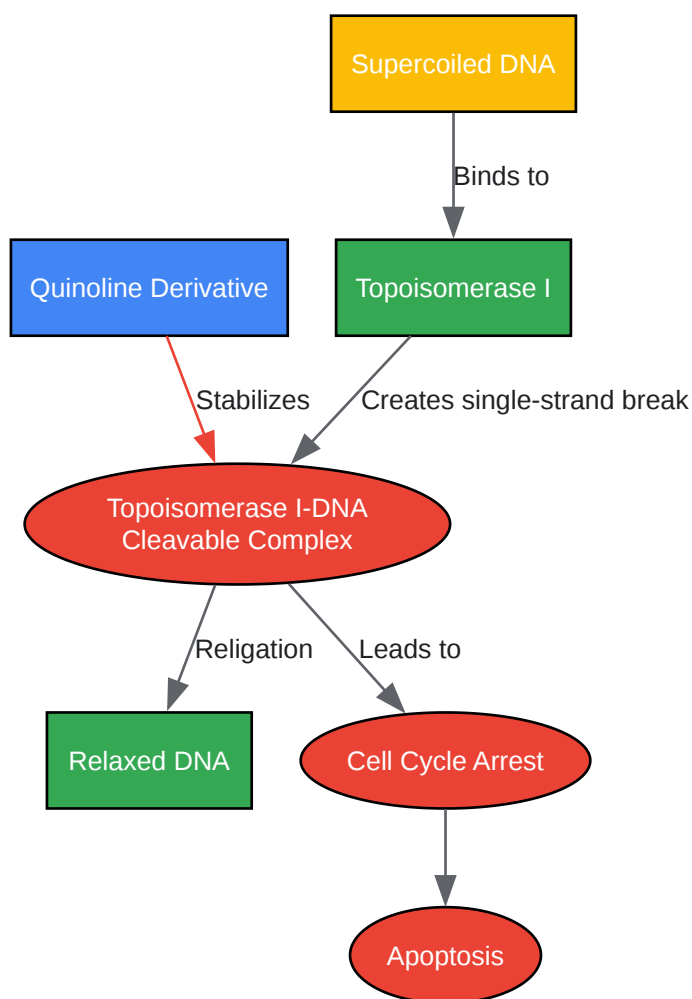 Supercoiled DNA
Binds to
Quinoline Derivative
Topoisomerase I
Stabilizes
Creates single-strand break
Topoisomerase I-DNA
Cleavable Complex
Religation
Leads to
Relaxed DNA
Cell Cycle Arrest
Apoptosis